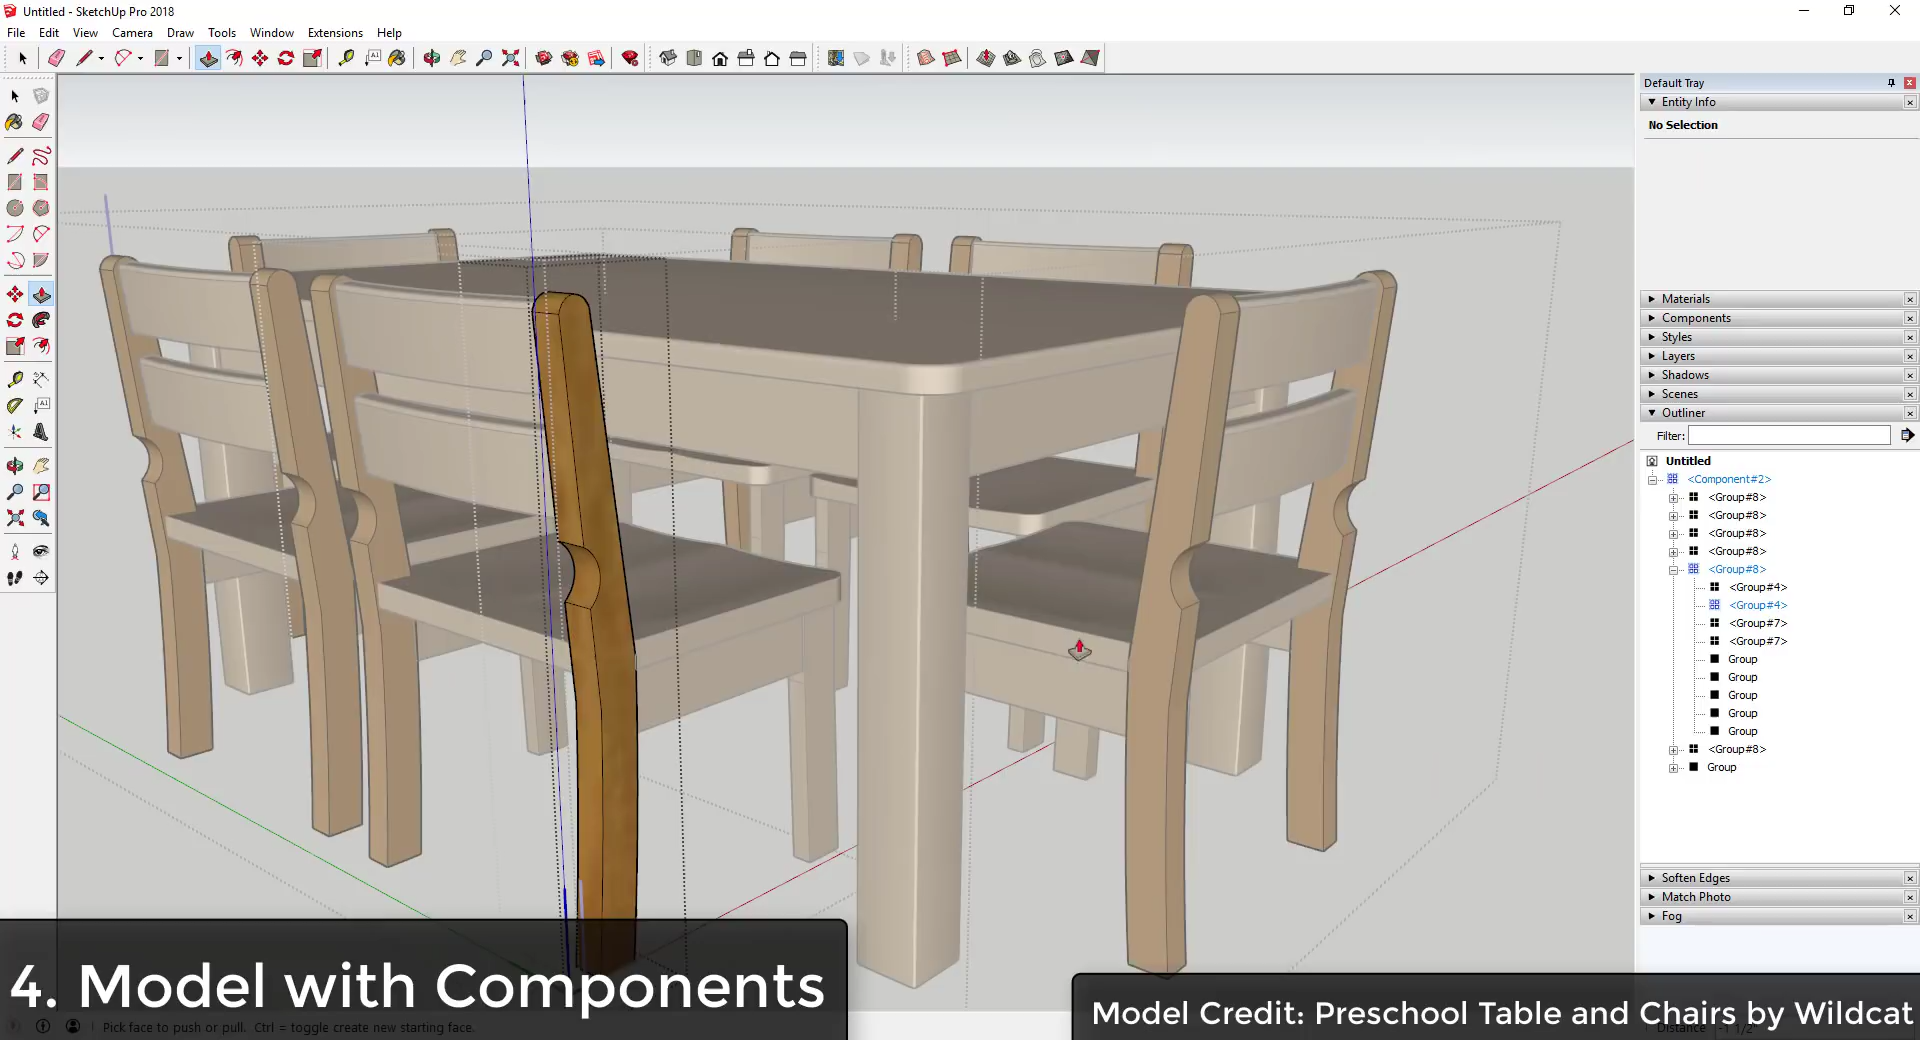 Untitled - SketchUp Pro 2018
File Edit View Camera Draw Tools Window Extensions Help
Default Tray
Entity Info
No Selection
Materials
Components
Styles
Layers
Shadows
Scenes
Outliner
Filter:
Untitled
<Component#2>
<Group#8>
<Group#8>
<Group#8>
<Group#8>
<Group#8>
<Group#4>
<Group#4>
<Group#7>
<Group#7>
Group
Group
Group
Group
Group
<Group#8>
Group
Soften Edges
Match Photo
Fog
4. Model with Components
Model Credit: Preschool Table and Chairs by Wildcat
Pick face to push or pull. Ctrl = toggle create new starting face.
Distance